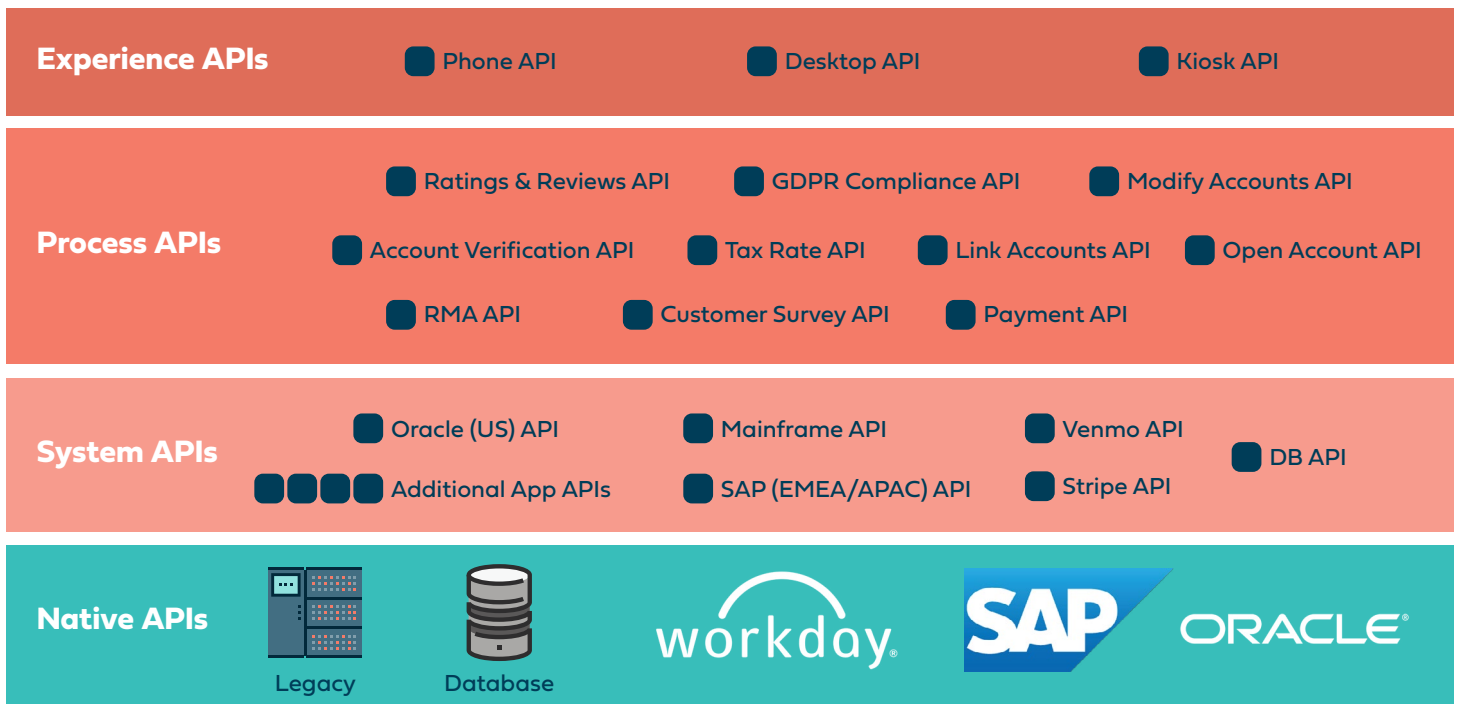 Experience APIs
Phone API
Desktop API
Kiosk API
Process APIs
Ratings & Reviews API
GDPR Compliance API
Modify Accounts API
Account Verification API
Tax Rate API
Link Accounts API
Open Account API
RMA API
Customer Survey API
Payment API
System APIs
Oracle (US) API
Mainframe API
Venmo API
DB API
Additional App APIs
SAP (EMEA/APAC) API
Stripe API
Native APIs
Legacy
Database
workday®
SAP
ORACLE®